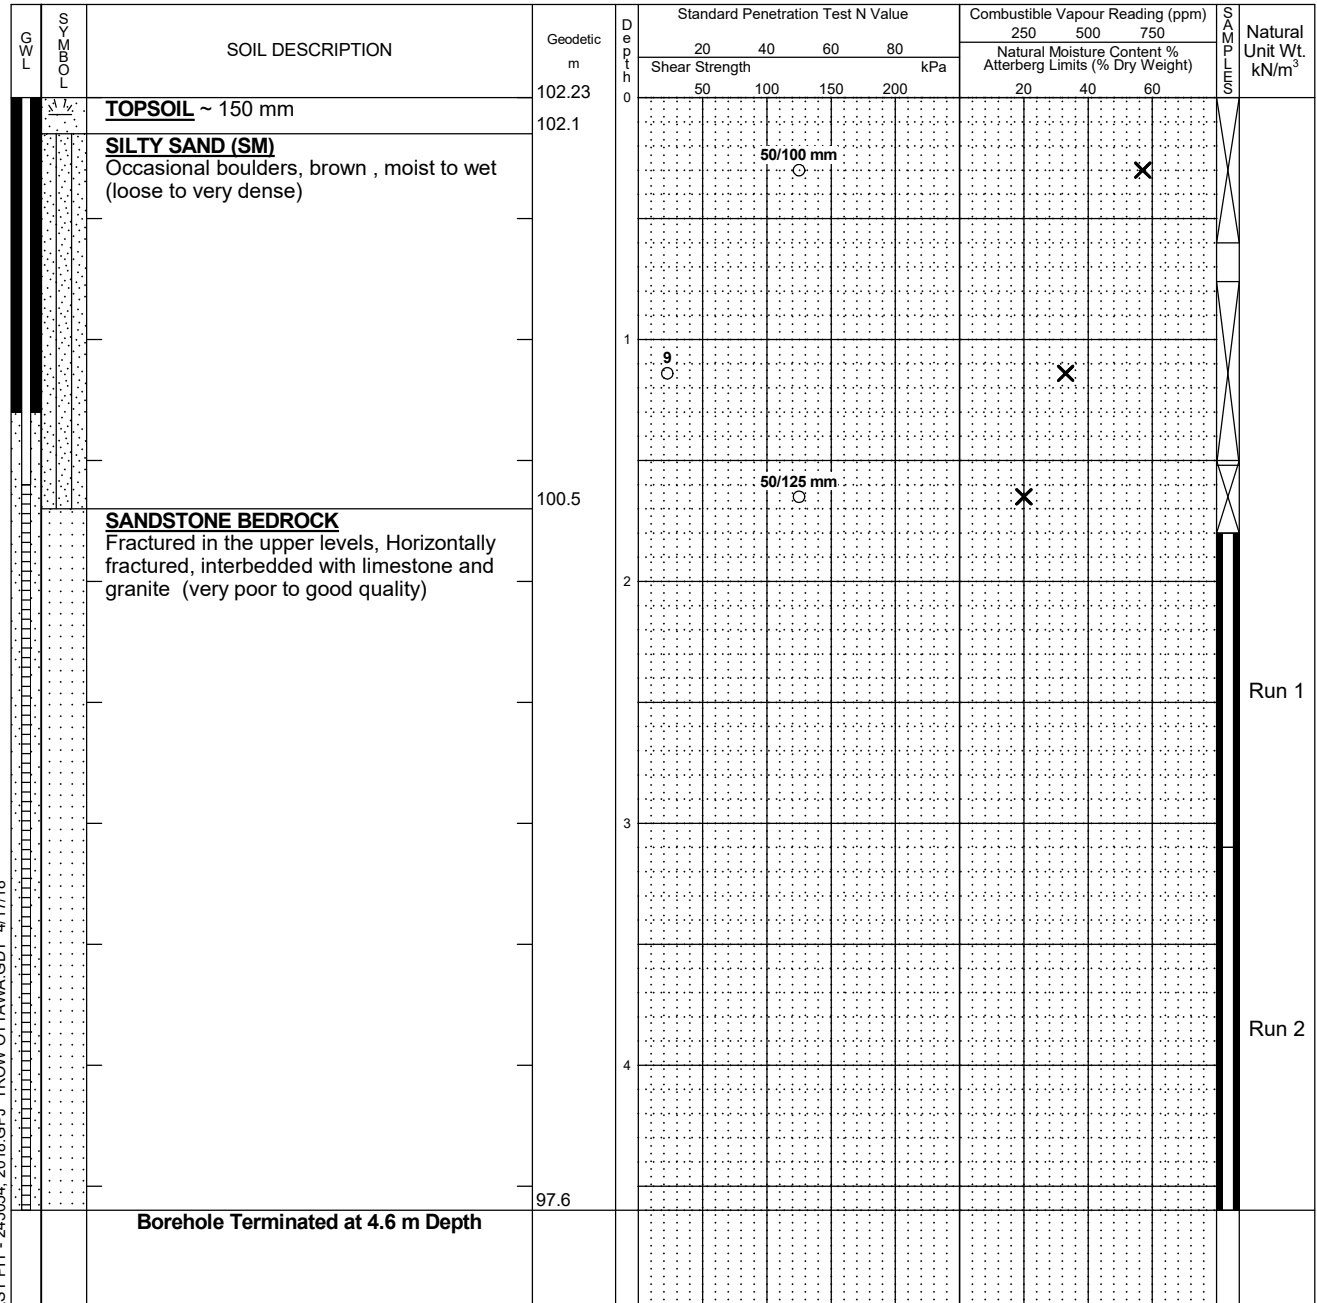 GWL
SYMBOL
SOIL DESCRIPTION
Geodetic
m
Depth
Standard Penetration Test N Value
20 40 60 80
Shear Strength kPa
50 100 150 200
Combustible Vapour Reading (ppm)
250 500 750
Natural Moisture Content %
Atterberg Limits (% Dry Weight)
20 40 60
SAMPLES
Natural
Unit Wt.
kN/m³
102.23
0
TOPSOIL ~ 150 mm
102.1
SILTY SAND (SM)
Occasional boulders, brown , moist to wet
(loose to very dense)
50/100 mm
1
9
50/125 mm
100.5
SANDSTONE BEDROCK
Fractured in the upper levels, Horizontally
fractured, interbedded with limestone and
granite (very poor to good quality)
2
Run 1
3
Run 2
4
97.6
Borehole Terminated at 4.6 m Depth